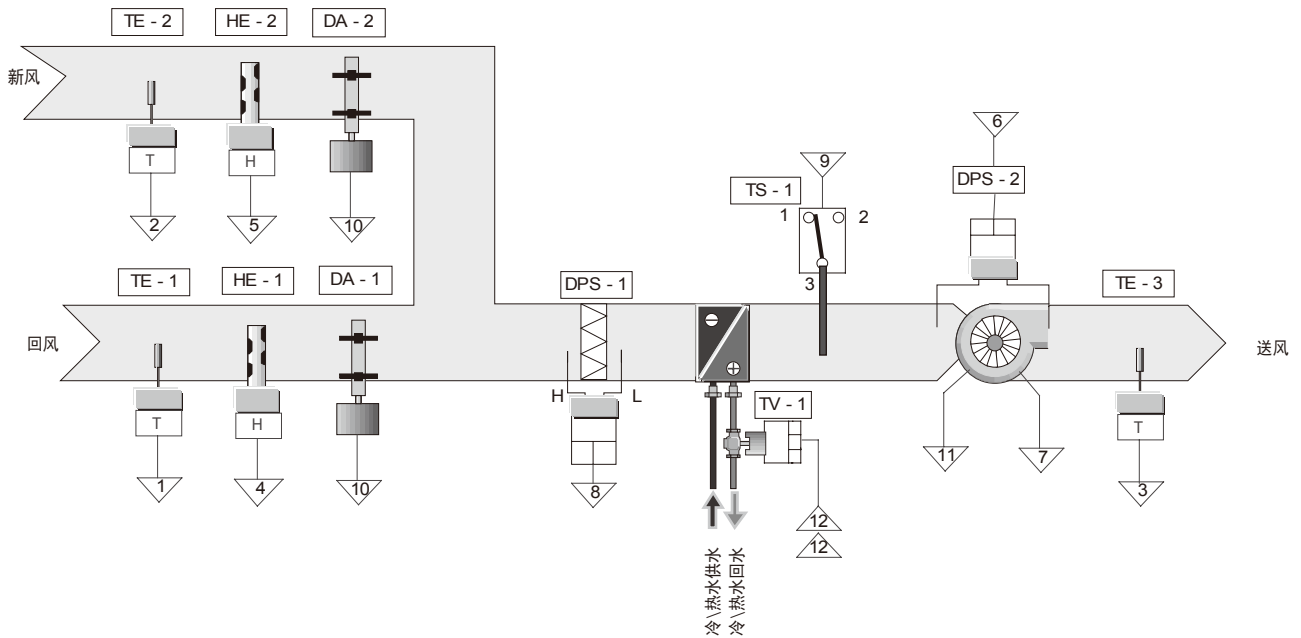 TE - 2
HE - 2
DA - 2
新风
T
H
2
5
10
6
9
DPS - 2
TS - 1
1
2
3
TE - 1
HE - 1
DA - 1
DPS - 1
TE - 3
回风
送风
H
L
TV - 1
T
H
T
1
4
10
8
11
7
3
12
12
冷\热水供水
冷\热水回水